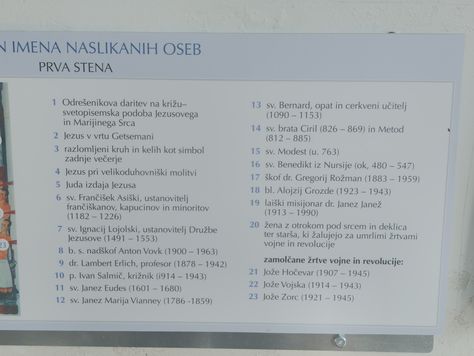 N IMENA NASLIKANIH OSEB
PRVA STENA
1 Odrešenikova daritev na križu–
svetopisemska podoba Jezusovega
in Marijinega Srca
2 Jezus v vrtu Getsemani
3 razlomljeni kruh in kelih kot simbol
zadnje večerje
4 Jezus pri velikoduhovniški molitvi
5 Juda izdaja Jezusa
6 sv. Frančišek Asiški, ustanovitelj
frančiškanov, kapucinov in minoritov
(1182 – 1226)
7 sv. Ignacij Lojolski, ustanovitelj Družbe
Jezusove (1491 – 1553)
8 b. s. nadškof Anton Vovk (1900 – 1963)
9 dr. Lambert Erlich, profesor (1878 – 1942)
10 p. Ivan Salmič, križnik (i914 – 1943)
11 sv. Janez Eudes (1601 – 1680)
12 sv. Janez Marija Vianney (1786 -1859)
13 sv. Bernard, opat in cerkveni učitelj
(1090 – 1153)
14 sv. brata Ciril (826 – 869) in Metod
(812 – 885)
15 sv. Modest (u. 763)
16 sv. Benedikt iz Nursije (ok, 480 – 547)
17 škof dr. Gregorij Rožman (1883 – 1959)
18 bl. Alojzij Grozde (1923 – 1943)
19 laiški misijonar dr. Janez Janež
(1913 – 1990)
20 žena z otrokom pod srcem in deklica
ter starša, ki žalujejo za umrlimi žrtvami
vojne in revolucije
zamolčane žrtve vojne in revolucije:
21 Jože Hočevar (1907 – 1945)
22 Jože Vojska (1914 – 1943)
23 Jože Zorc (1921 – 1945)
23